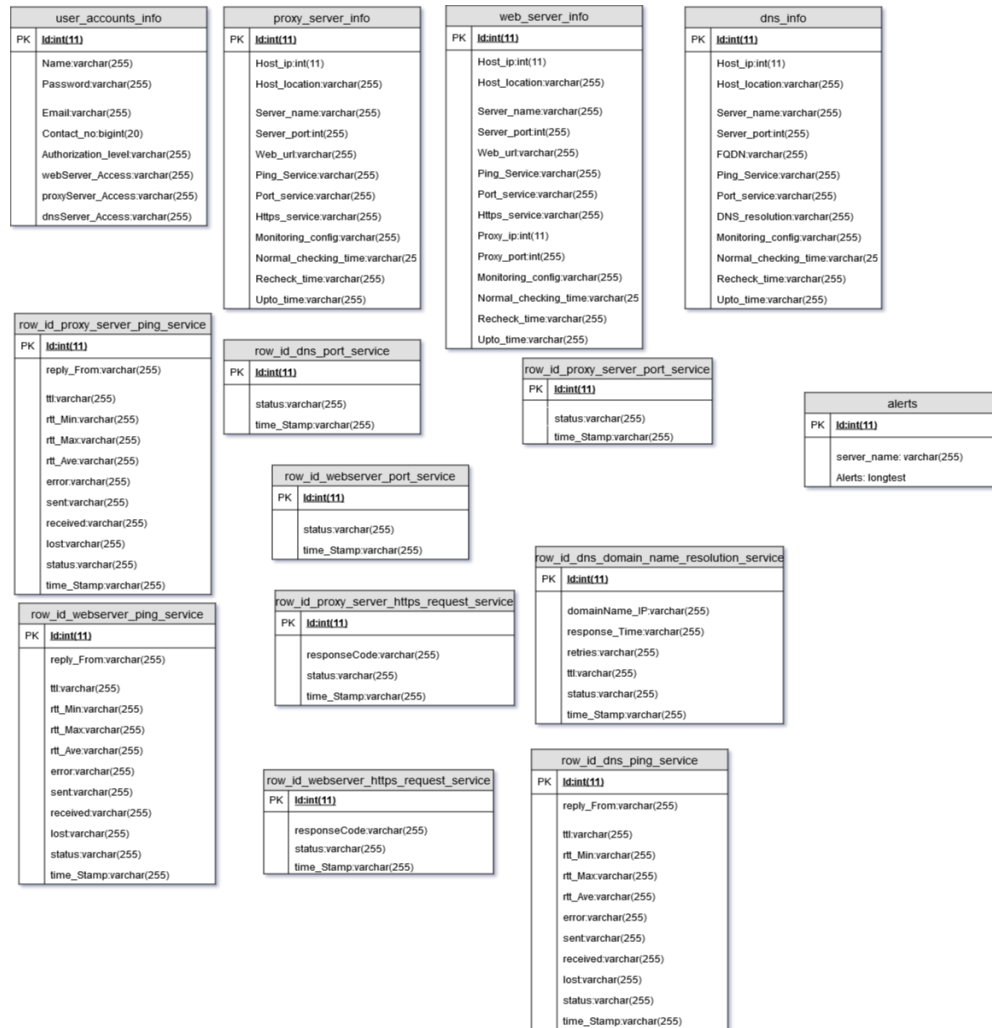 user_accounts_info
PK Id:int(11)
Name:varchar(255)
Password:varchar(255)
Email:varchar(255)
Contact_no:bigint(20)
Authorization_level:varchar(255)
webServer_Access:varchar(255)
proxyServer_Access:varchar(255)
dnsServer_Access:varchar(255)
proxy_server_info
PK Id:int(11)
Host_ip:int(11)
Host_location:varchar(255)
Server_name:varchar(255)
Server_port:int(255)
Web_url:varchar(255)
Ping_Service:varchar(255)
Port_service:varchar(255)
Https_service:varchar(255)
Monitoring_config:varchar(255)
Normal_checking_time:varchar(25
Recheck_time:varchar(255)
Upto_time:varchar(255)
web_server_info
PK Id:int(11)
Host_ip:int(11)
Host_location:varchar(255)
Server_name:varchar(255)
Server_port:int(255)
Web_url:varchar(255)
Ping_Service:varchar(255)
Port_service:varchar(255)
Https_service:varchar(255)
Proxy_ip:int(11)
Proxy_port:int(255)
Monitoring_config:varchar(255)
Normal_checking_time:varchar(25
Recheck_time:varchar(255)
Upto_time:varchar(255)
dns_info
PK Id:int(11)
Host_ip:int(11)
Host_location:varchar(255)
Server_name:varchar(255)
Server_port:int(255)
FQDN:varchar(255)
Ping_Service:varchar(255)
Port_service:varchar(255)
DNS_resolution:varchar(255)
Monitoring_config:varchar(255)
Normal_checking_time:varchar(25
Recheck_time:varchar(255)
Upto_time:varchar(255)
row_id_proxy_server_ping_service
PK Id:int(11)
reply_From:varchar(255)
ttl:varchar(255)
rtt_Min:varchar(255)
rtt_Max:varchar(255)
rtt_Ave:varchar(255)
error:varchar(255)
sent:varchar(255)
received:varchar(255)
lost:varchar(255)
status:varchar(255)
time_Stamp:varchar(255)
row_id_dns_port_service
PK Id:int(11)
status:varchar(255)
time_Stamp:varchar(255)
row_id_proxy_server_port_service
PK Id:int(11)
status:varchar(255)
time_Stamp:varchar(255)
alerts
PK Id:int(11)
server_name: varchar(255)
Alerts: longtest
row_id_webserver_port_service
PK Id:int(11)
status:varchar(255)
time_Stamp:varchar(255)
row_id_dns_domain_name_resolution_service
PK Id:int(11)
domainName_IP:varchar(255)
response_Time:varchar(255)
retries:varchar(255)
ttl:varchar(255)
status:varchar(255)
time_Stamp:varchar(255)
row_id_proxy_server_https_request_service
PK Id:int(11)
responseCode:varchar(255)
status:varchar(255)
time_Stamp:varchar(255)
row_id_webserver_ping_service
PK Id:int(11)
reply_From:varchar(255)
ttl:varchar(255)
rtt_Min:varchar(255)
rtt_Max:varchar(255)
rtt_Ave:varchar(255)
error:varchar(255)
sent:varchar(255)
received:varchar(255)
lost:varchar(255)
status:varchar(255)
time_Stamp:varchar(255)
row_id_webserver_https_request_service
PK Id:int(11)
responseCode:varchar(255)
status:varchar(255)
time_Stamp:varchar(255)
row_id_dns_ping_service
PK Id:int(11)
reply_From:varchar(255)
ttl:varchar(255)
rtt_Min:varchar(255)
rtt_Max:varchar(255)
rtt_Ave:varchar(255)
error:varchar(255)
sent:varchar(255)
received:varchar(255)
lost:varchar(255)
status:varchar(255)
time_Stamp:varchar(255)